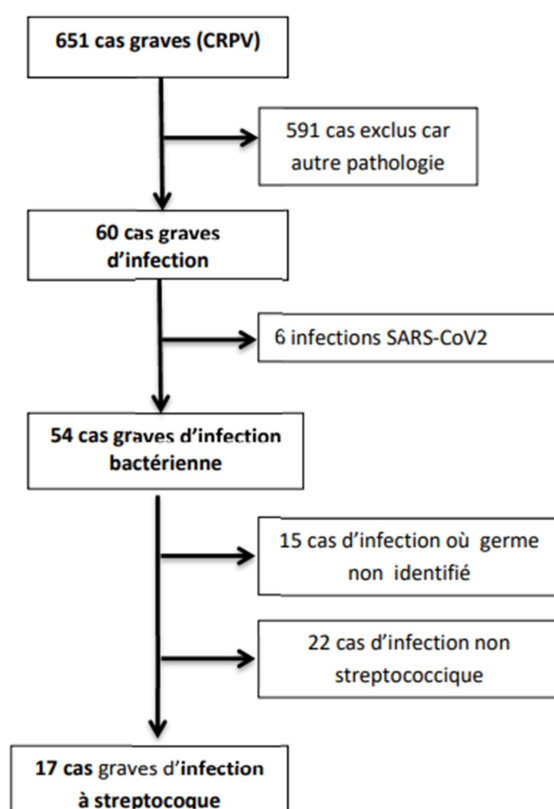 651 cas graves (CRPV)
591 cas exclus car
autre pathologie
60 cas graves
d'infection
6 infections SARS-CoV2
54 cas graves d'infection
bactérienne
15 cas d'infection où germe
non identifié
22 cas d'infection non
streptococcique
17 cas graves d'infection
à streptocoque